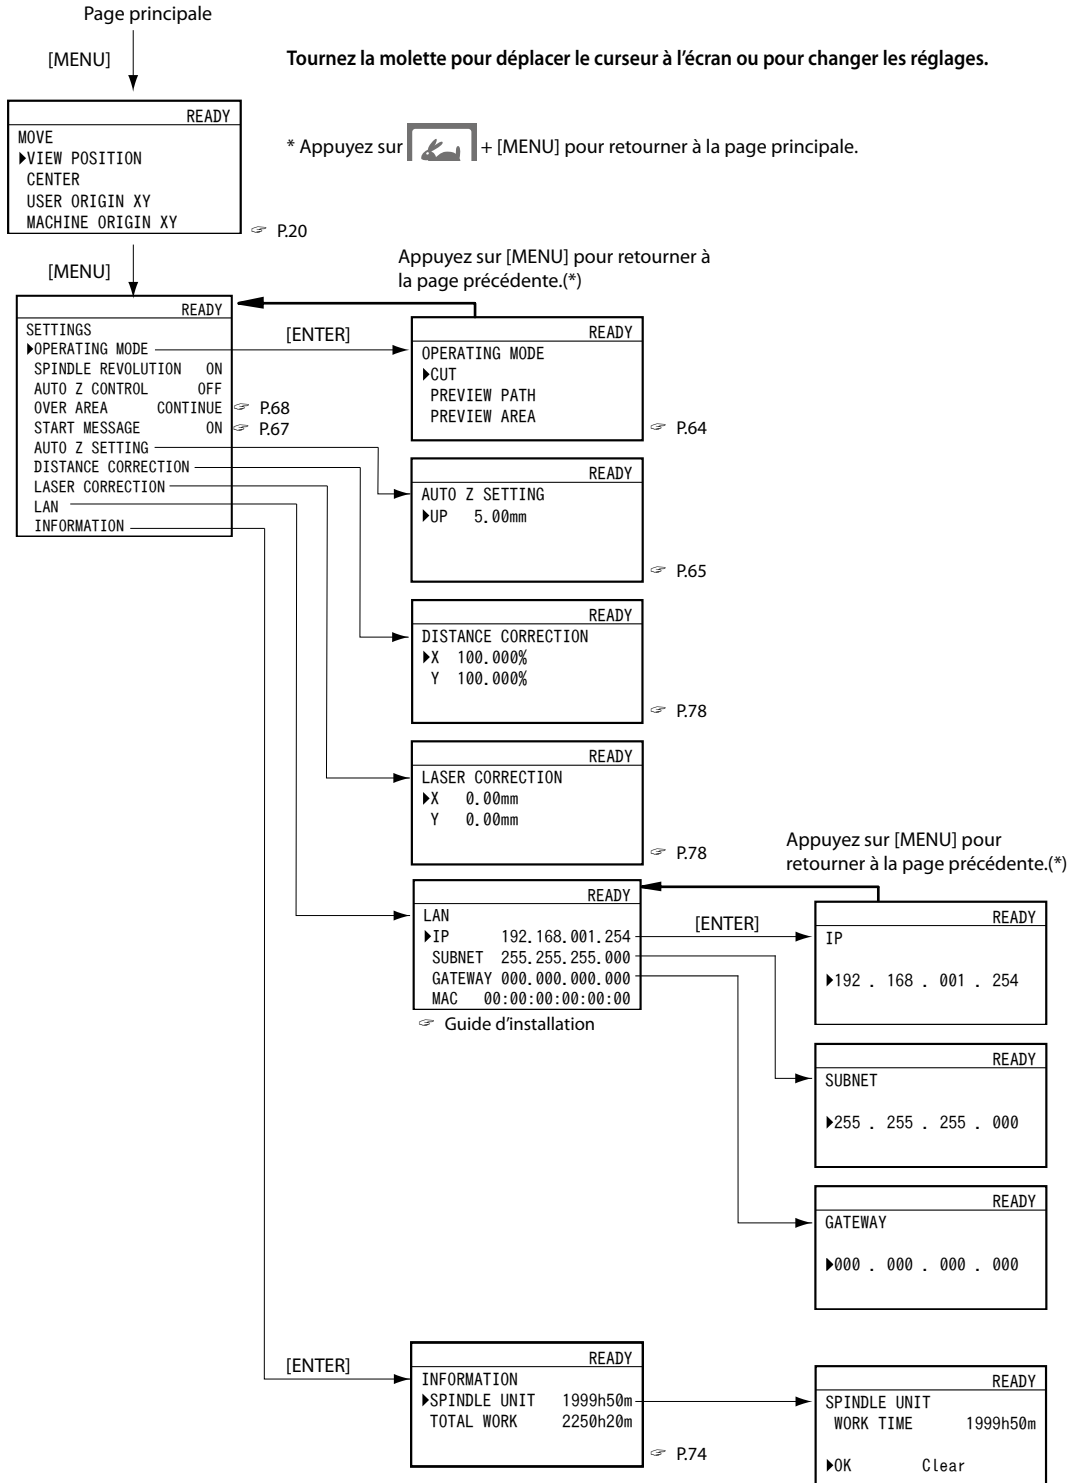 Page principale
[MENU]
Tournez la molette pour déplacer le curseur à l'écran ou pour changer les réglages.
READY
MOVE
▶VIEW POSITION
CENTER
USER ORIGIN XY
MACHINE ORIGIN XY
☞ P.20
* Appuyez sur + [MENU] pour retourner à la page principale.
[MENU]
Appuyez sur [MENU] pour retourner à
la page précédente.(*)
READY
SETTINGS
▶OPERATING MODE
SPINDLE REVOLUTION ON
AUTO Z CONTROL OFF
OVER AREA CONTINUE ☞ P.68
START MESSAGE ON ☞ P.67
AUTO Z SETTING
DISTANCE CORRECTION
LASER CORRECTION
LAN
INFORMATION
[ENTER]
READY
OPERATING MODE
▶CUT
PREVIEW PATH
PREVIEW AREA
☞ P.64
READY
AUTO Z SETTING
▶UP 5.00mm
☞ P.65
READY
DISTANCE CORRECTION
▶X 100.000%
Y 100.000%
☞ P.78
READY
LASER CORRECTION
▶X 0.00mm
Y 0.00mm
☞ P.78
Appuyez sur [MENU] pour
retourner à la page précédente.(*)
READY
LAN
▶IP 192.168.001.254
SUBNET 255.255.255.000
GATEWAY 000.000.000.000
MAC 00:00:00:00:00:00
☞ Guide d'installation
[ENTER]
READY
IP
▶192 . 168 . 001 . 254
READY
SUBNET
▶255 . 255 . 255 . 000
READY
GATEWAY
▶000 . 000 . 000 . 000
[ENTER]
READY
INFORMATION
▶SPINDLE UNIT 1999h50m
TOTAL WORK 2250h20m
☞ P.74
READY
SPINDLE UNIT
WORK TIME 1999h50m
▶OK Clear